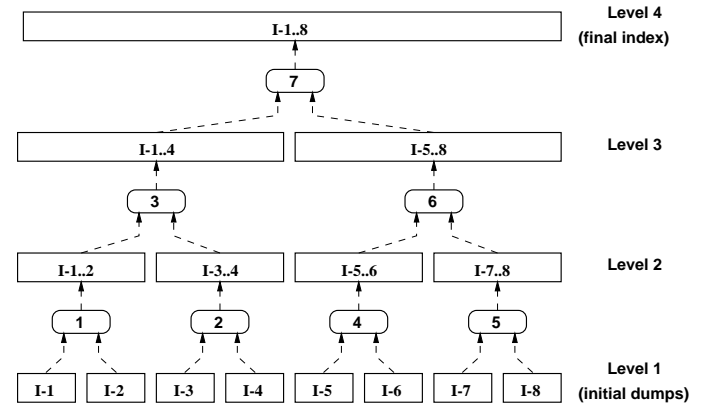 Level 4
I-1..8
(final index)
7
I-1..4
I-5..8
Level 3
3
6
I-1..2
I-3..4
I-5..6
I-7..8
Level 2
1
2
4
5
Level 1
I-1
I-2
I-3
I-4
I-5
I-6
I-7
I-8
(initial dumps)